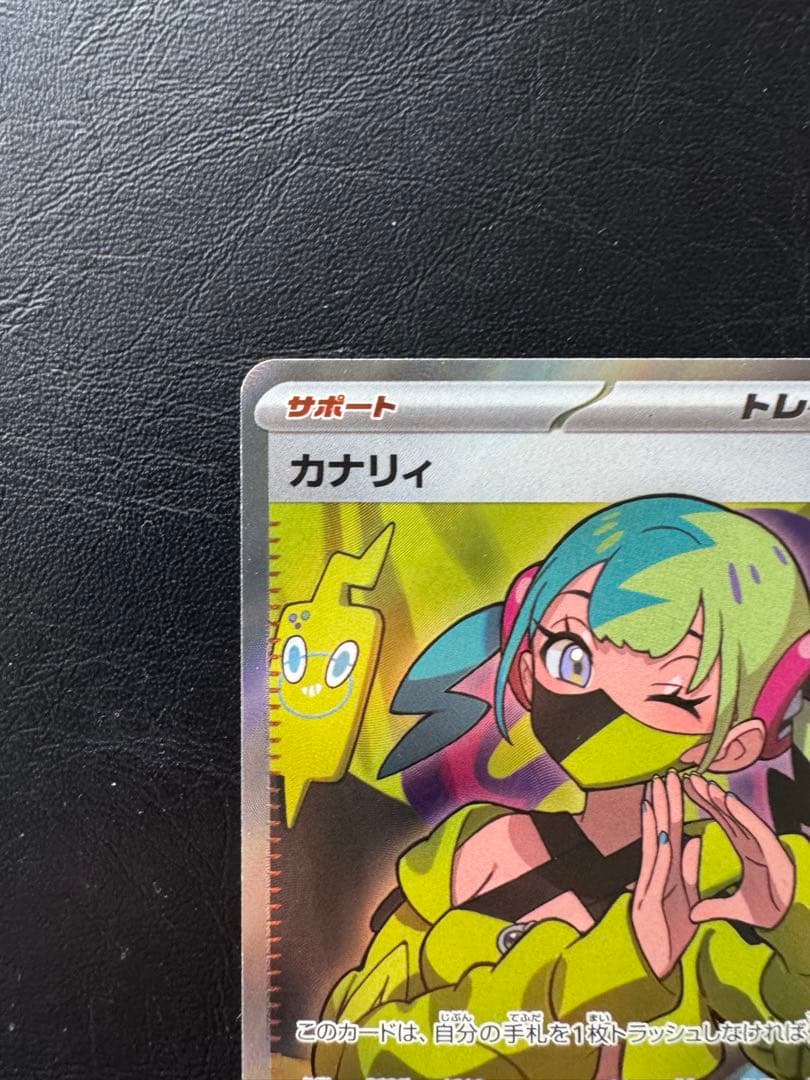 サポート
トレ
カナリィ
このカードは、自分の手札を1枚トラッシュしなければ